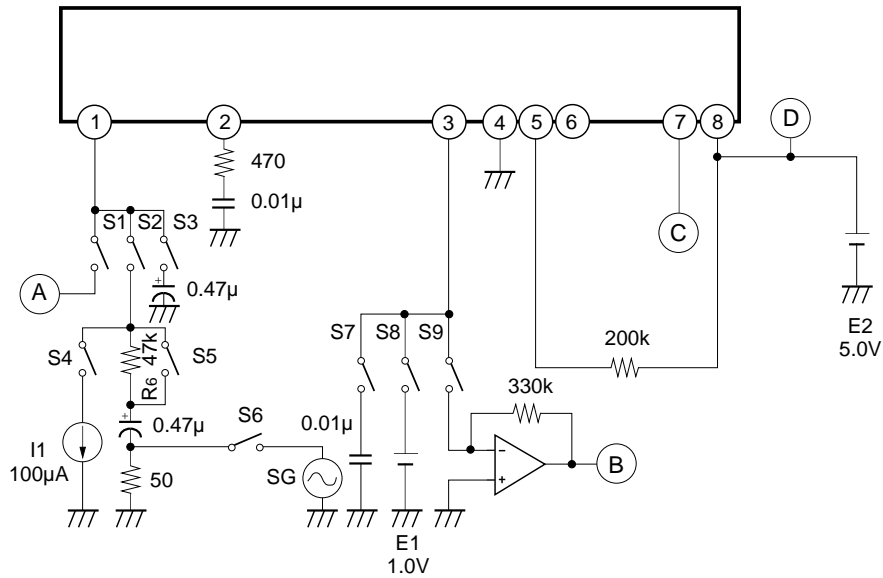 1
2
3
4
5
6
7
8
D
470
0.01µ
S1
S2
S3
C
A
0.47µ
E2
5.0V
S7
S8
S9
200k
S4
47k
R6
S5
330k
0.47µ
S6
0.01µ
I1
100µA
50
SG
B
E1
1.0V
+
+
−
+